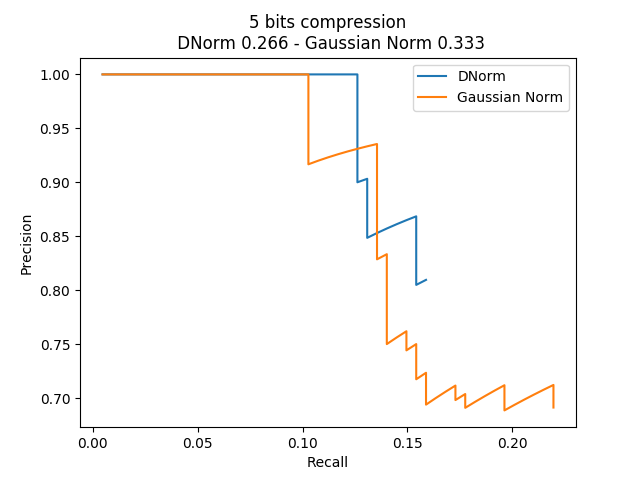 5 bits compression
DNorm 0.266 - Gaussian Norm 0.333
DNorm
Gaussian Norm
1.00
0.95
0.90
0.85
0.80
0.75
0.70
Precision
0.00
0.05
0.10
0.15
0.20
Recall